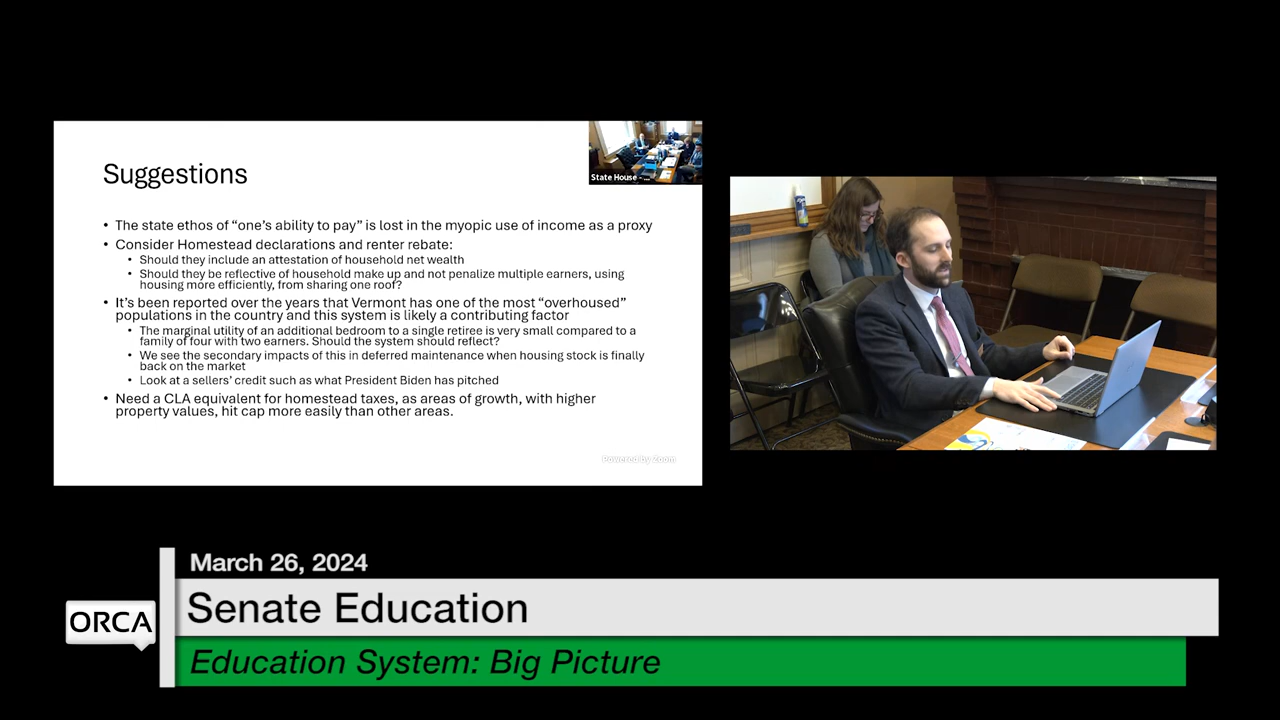 Suggestions
State House - ...
• The state ethos of “one’s ability to pay” is lost in the myopic use of income as a proxy
• Consider Homestead declarations and renter rebate:
• Should they include an attestation of household net wealth
• Should they be reflective of household make up and not penalize multiple earners, using
housing more efficiently, from sharing one roof?
• It’s been reported over the years that Vermont has one of the most “overhoused”
populations in the country and this system is likely a contributing factor
• The marginal utility of an additional bedroom to a single retiree is very small compared to a
family of four with two earners. Should the system should reflect?
• We see the secondary impacts of this in deferred maintenance when housing stock is finally
back on the market
• Look at a sellers’ credit such as what President Biden has pitched
• Need a CLA equivalent for homestead taxes, as areas of growth, with higher
property values, hit cap more easily than other areas.
Powered by Zoom
March 26, 2024
ORCA
Senate Education
Education System: Big Picture